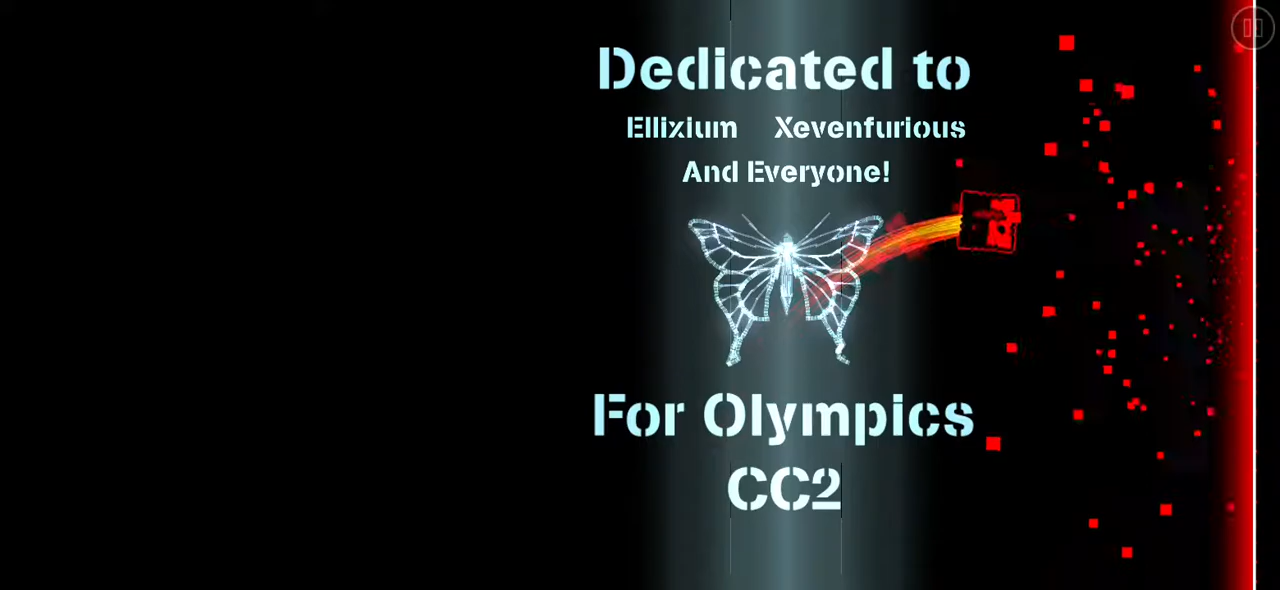 Dedicated to
Ellixium Xevenfurious
And Everyone!
For Olympics
CC2